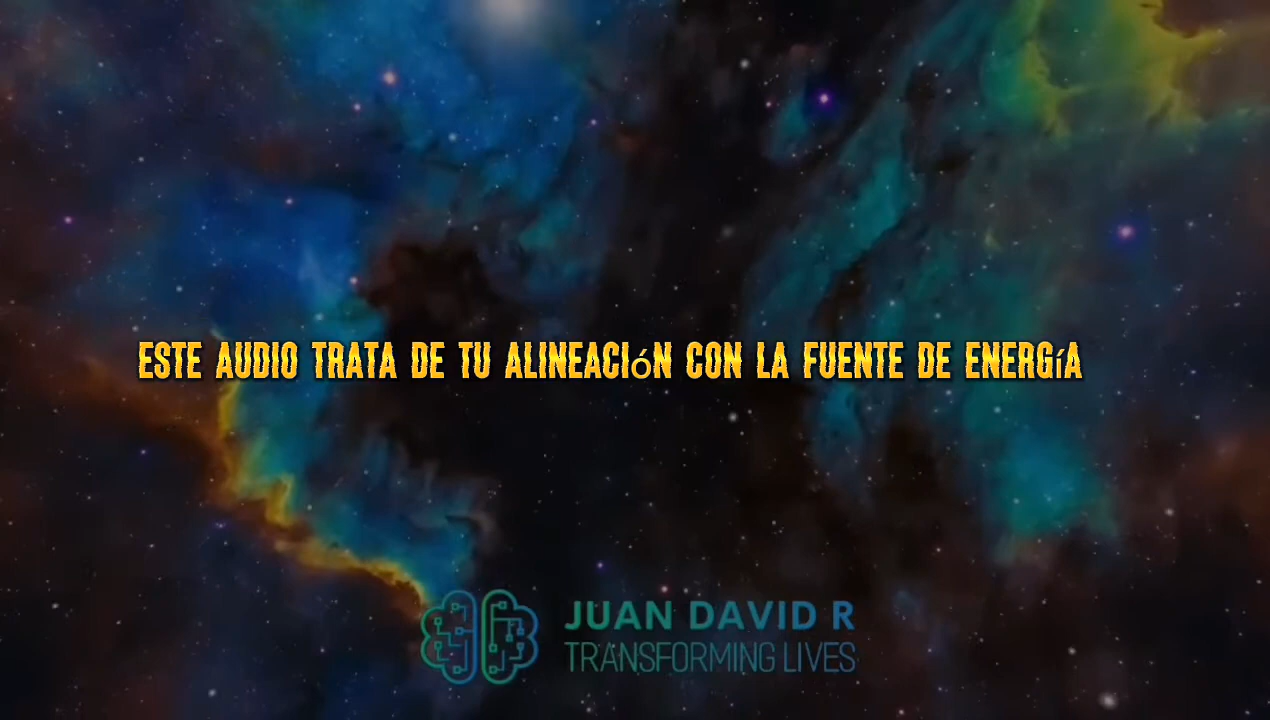 ESTE AUDIO TRATA DE TU ALINEACIóN CON LA FUENTE DE ENERGíA
JUAN DAVID R
TRANSFORMING LIVES